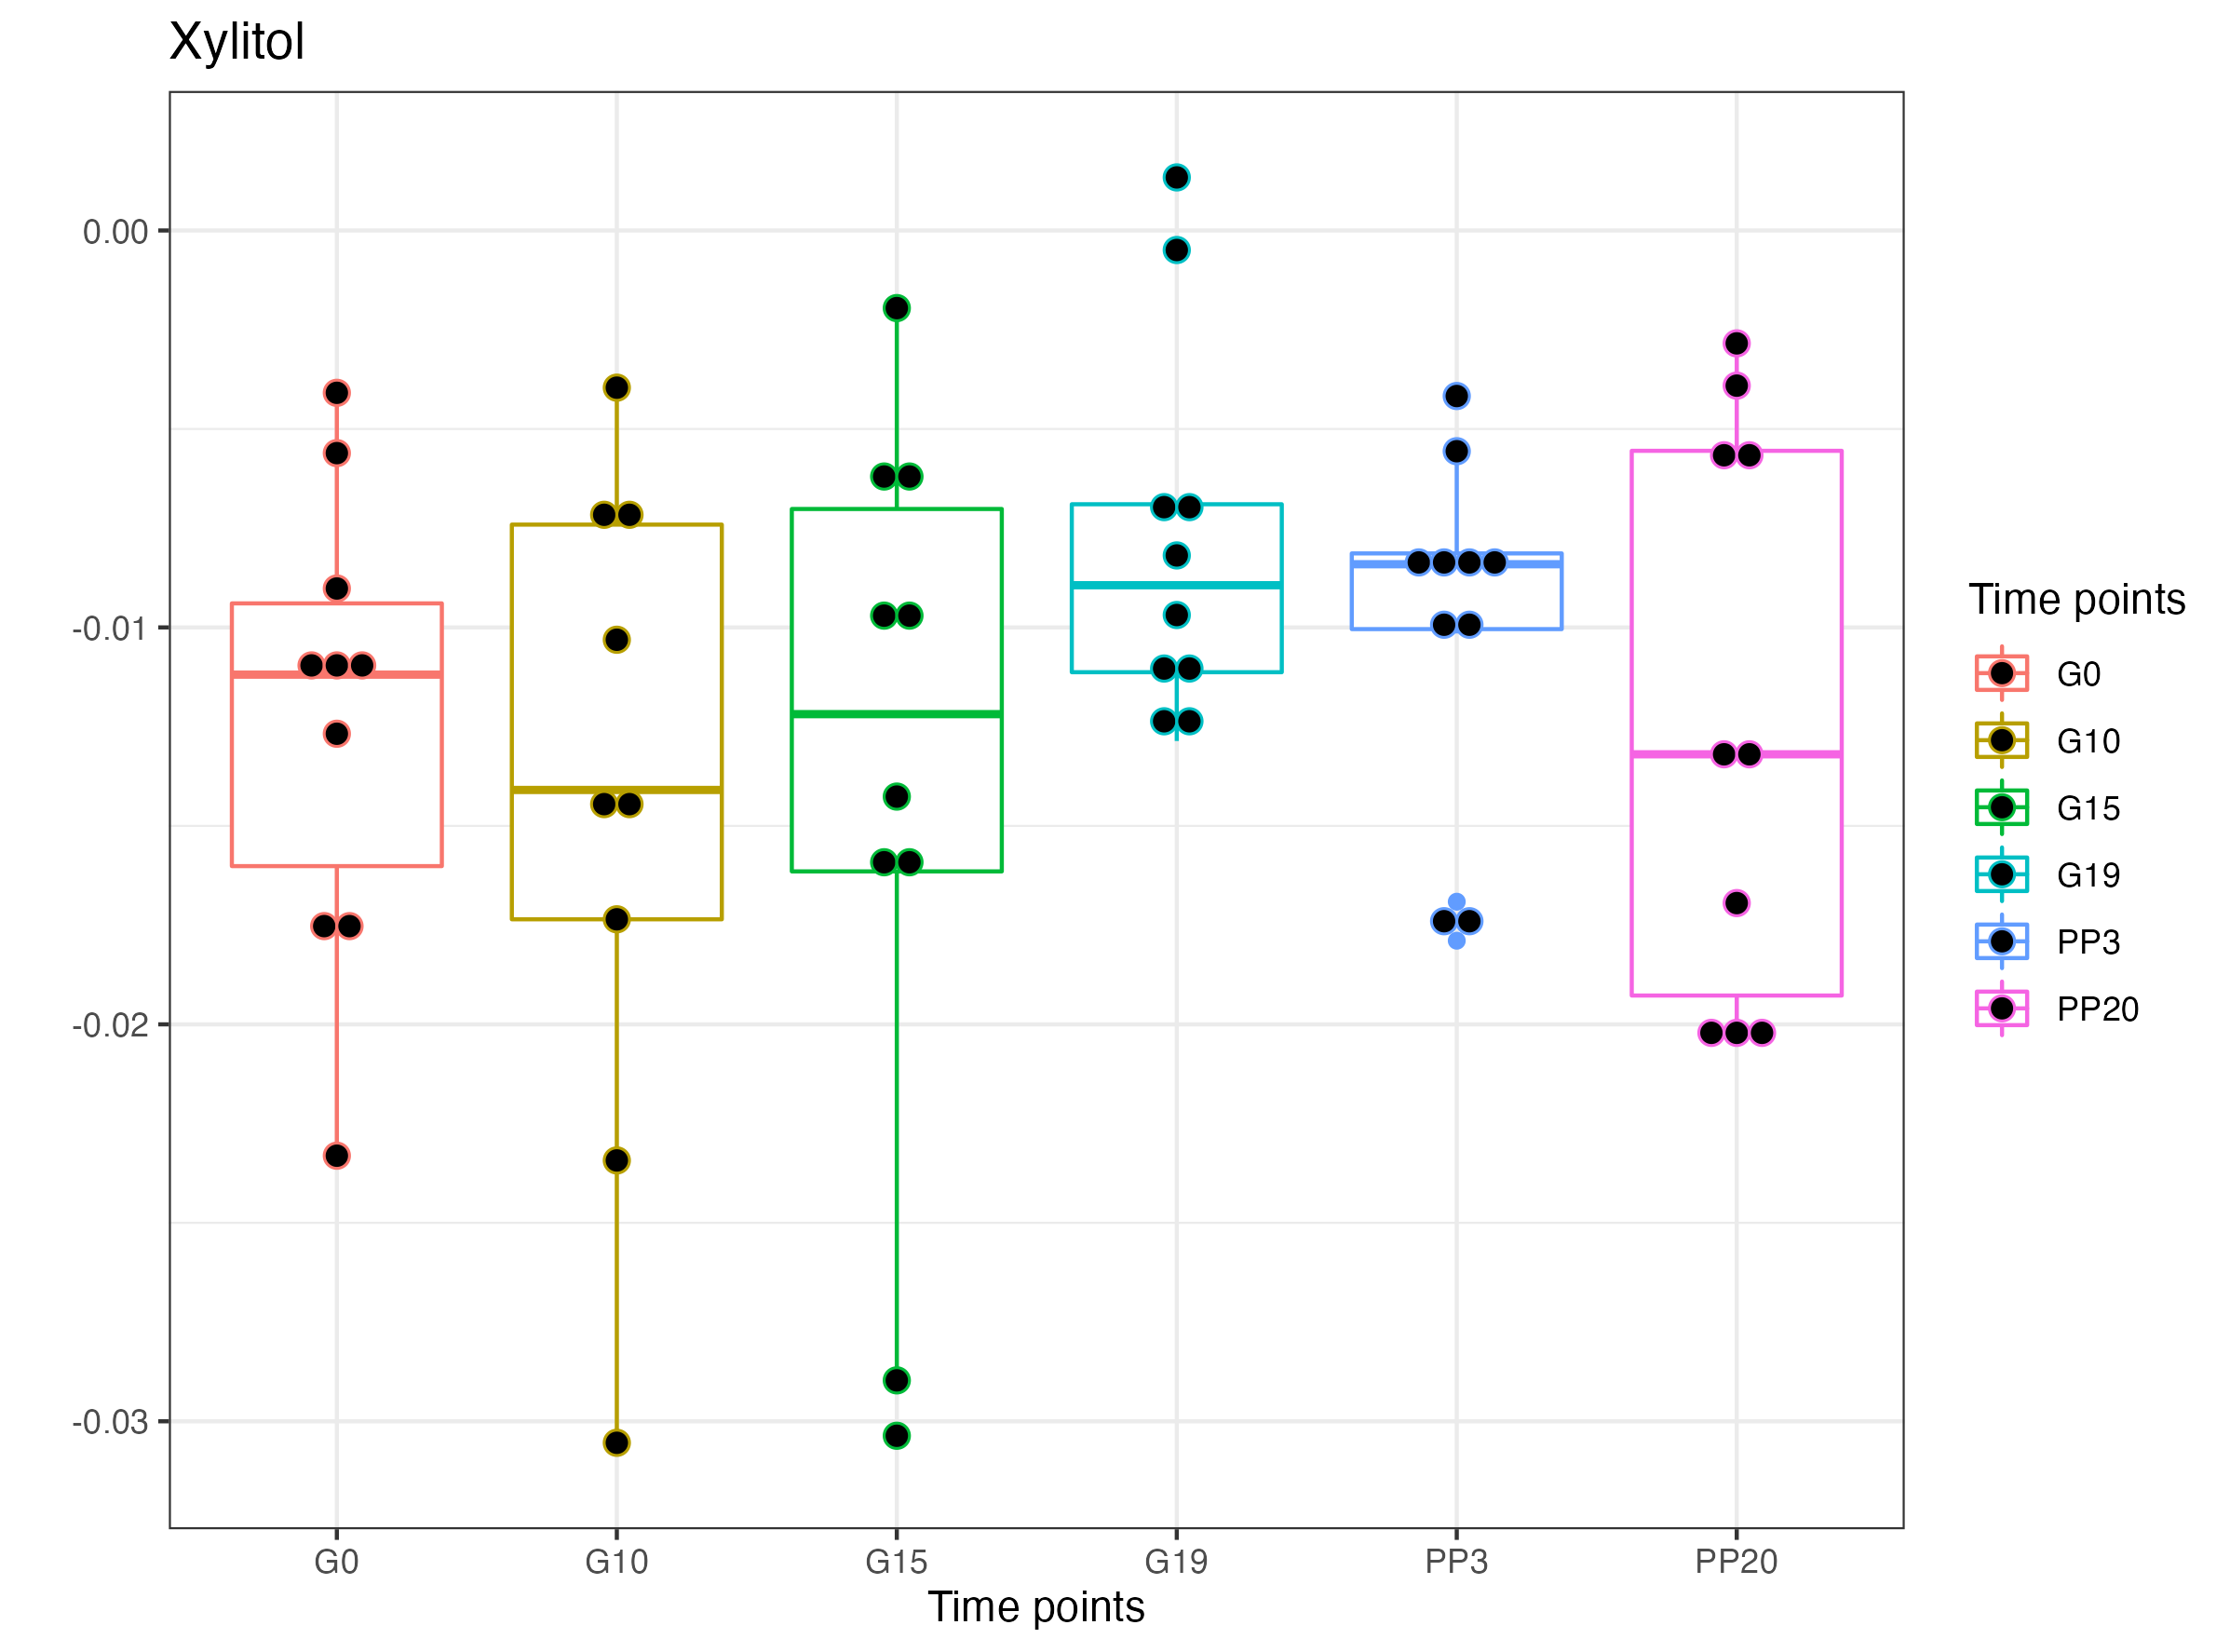 Xylitol
0.00
-0.01
-0.02
-0.03
G0 G10 G15 G19 PP3 PP20
Time points
Time points
G0
G10
G15
G19
PP3
PP20